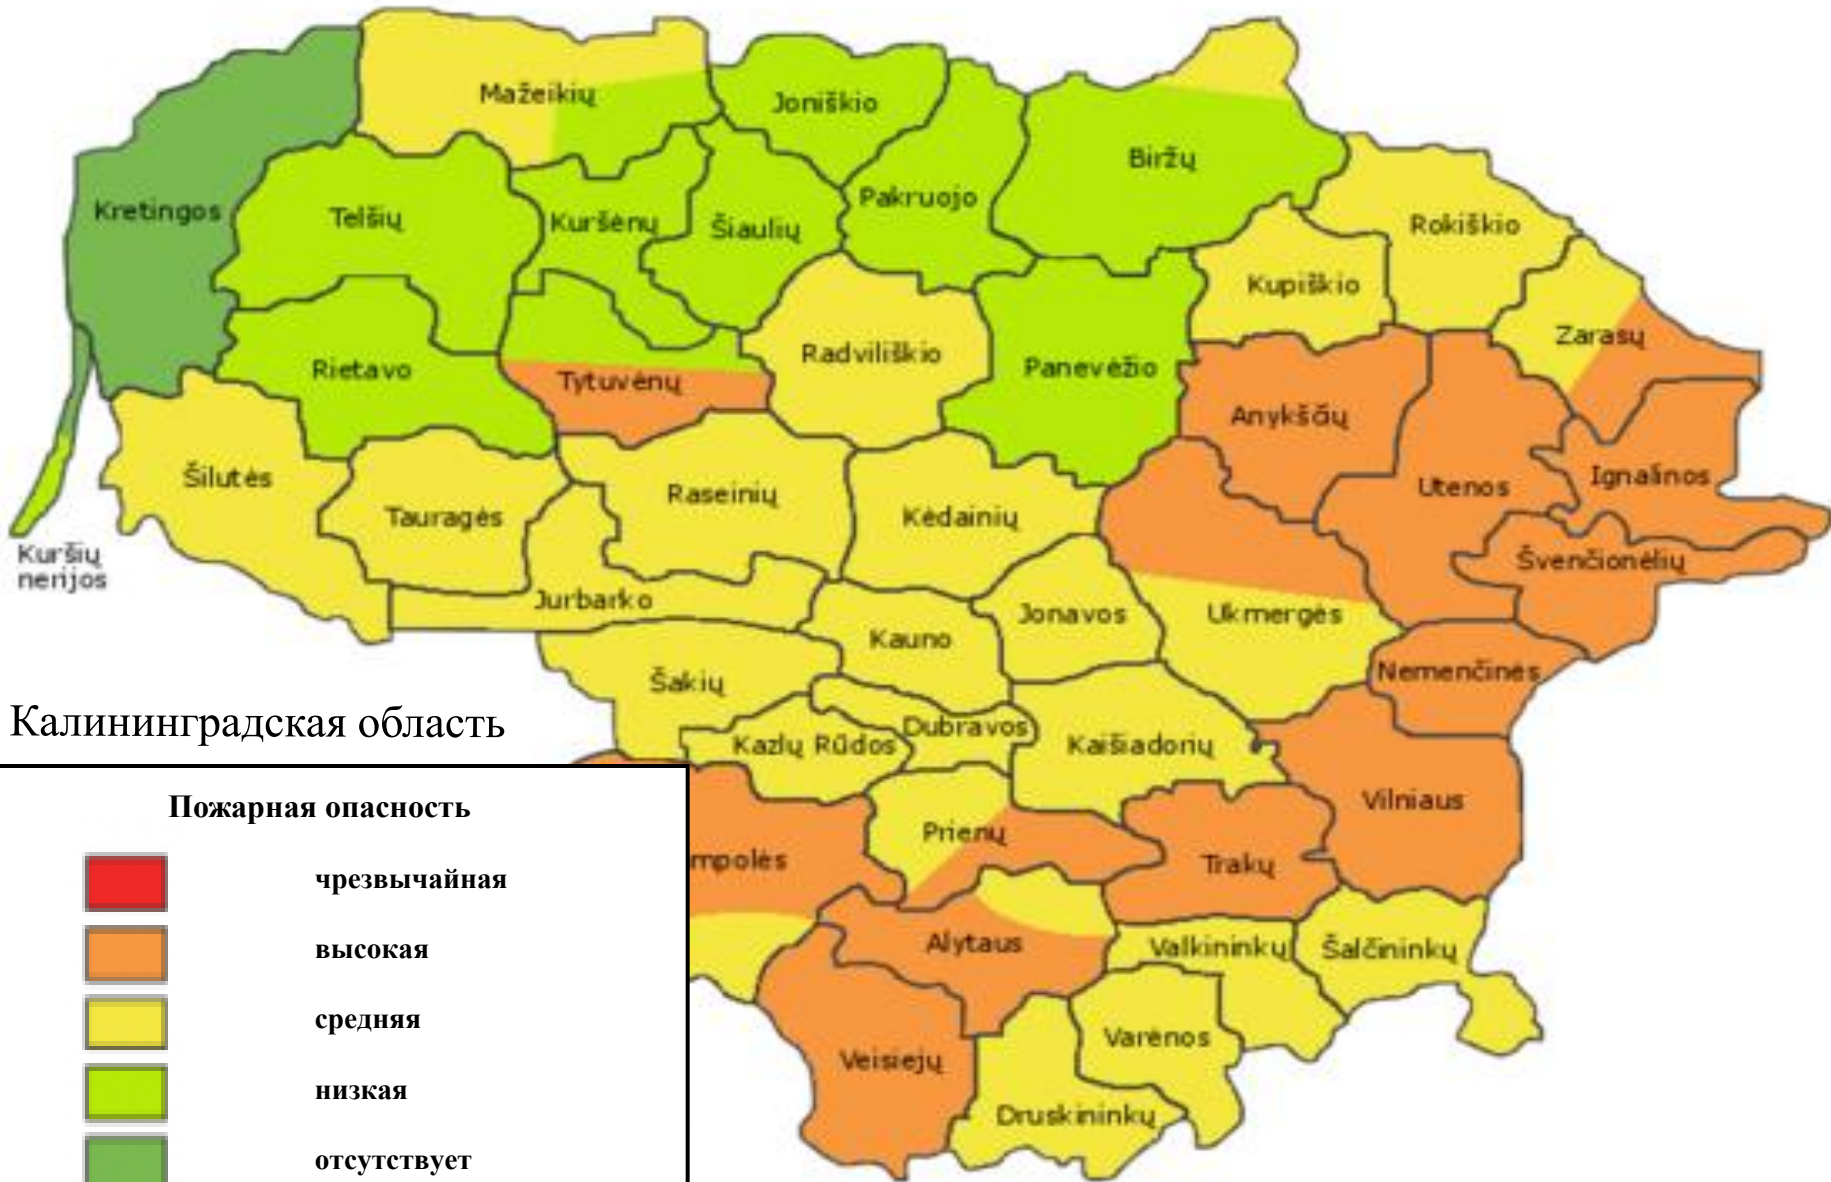 Mažeikių
Joniškio
Biržų
Kretingos
Telšių
Kuršėnų
Šiaulių
Pakruojo
Rokiškio
Kupiškio
Zarasų
Rietavo
Tytuvėnų
Radviliškio
Panevėžio
Anykščių
Šilutės
Tauragės
Raseinių
Kėdainių
Utenos
Ignalinos
Kuršių
nerijos
Švenčionėlių
Jurbarko
Kauno
Jonavos
Ukmergės
Nemenčinės
Šakių
Калининградская область
Kazlų Rūdos
Dubravos
Kaišiadorių
Vilniaus
Prienų
Trakų
mpolės
Alytaus
Valkininkų
Šalčininkų
Veisiejų
Varėnos
Druskininkų
Пожарная опасность
чрезвычайная
высокая
средняя
низкая
отсутствует